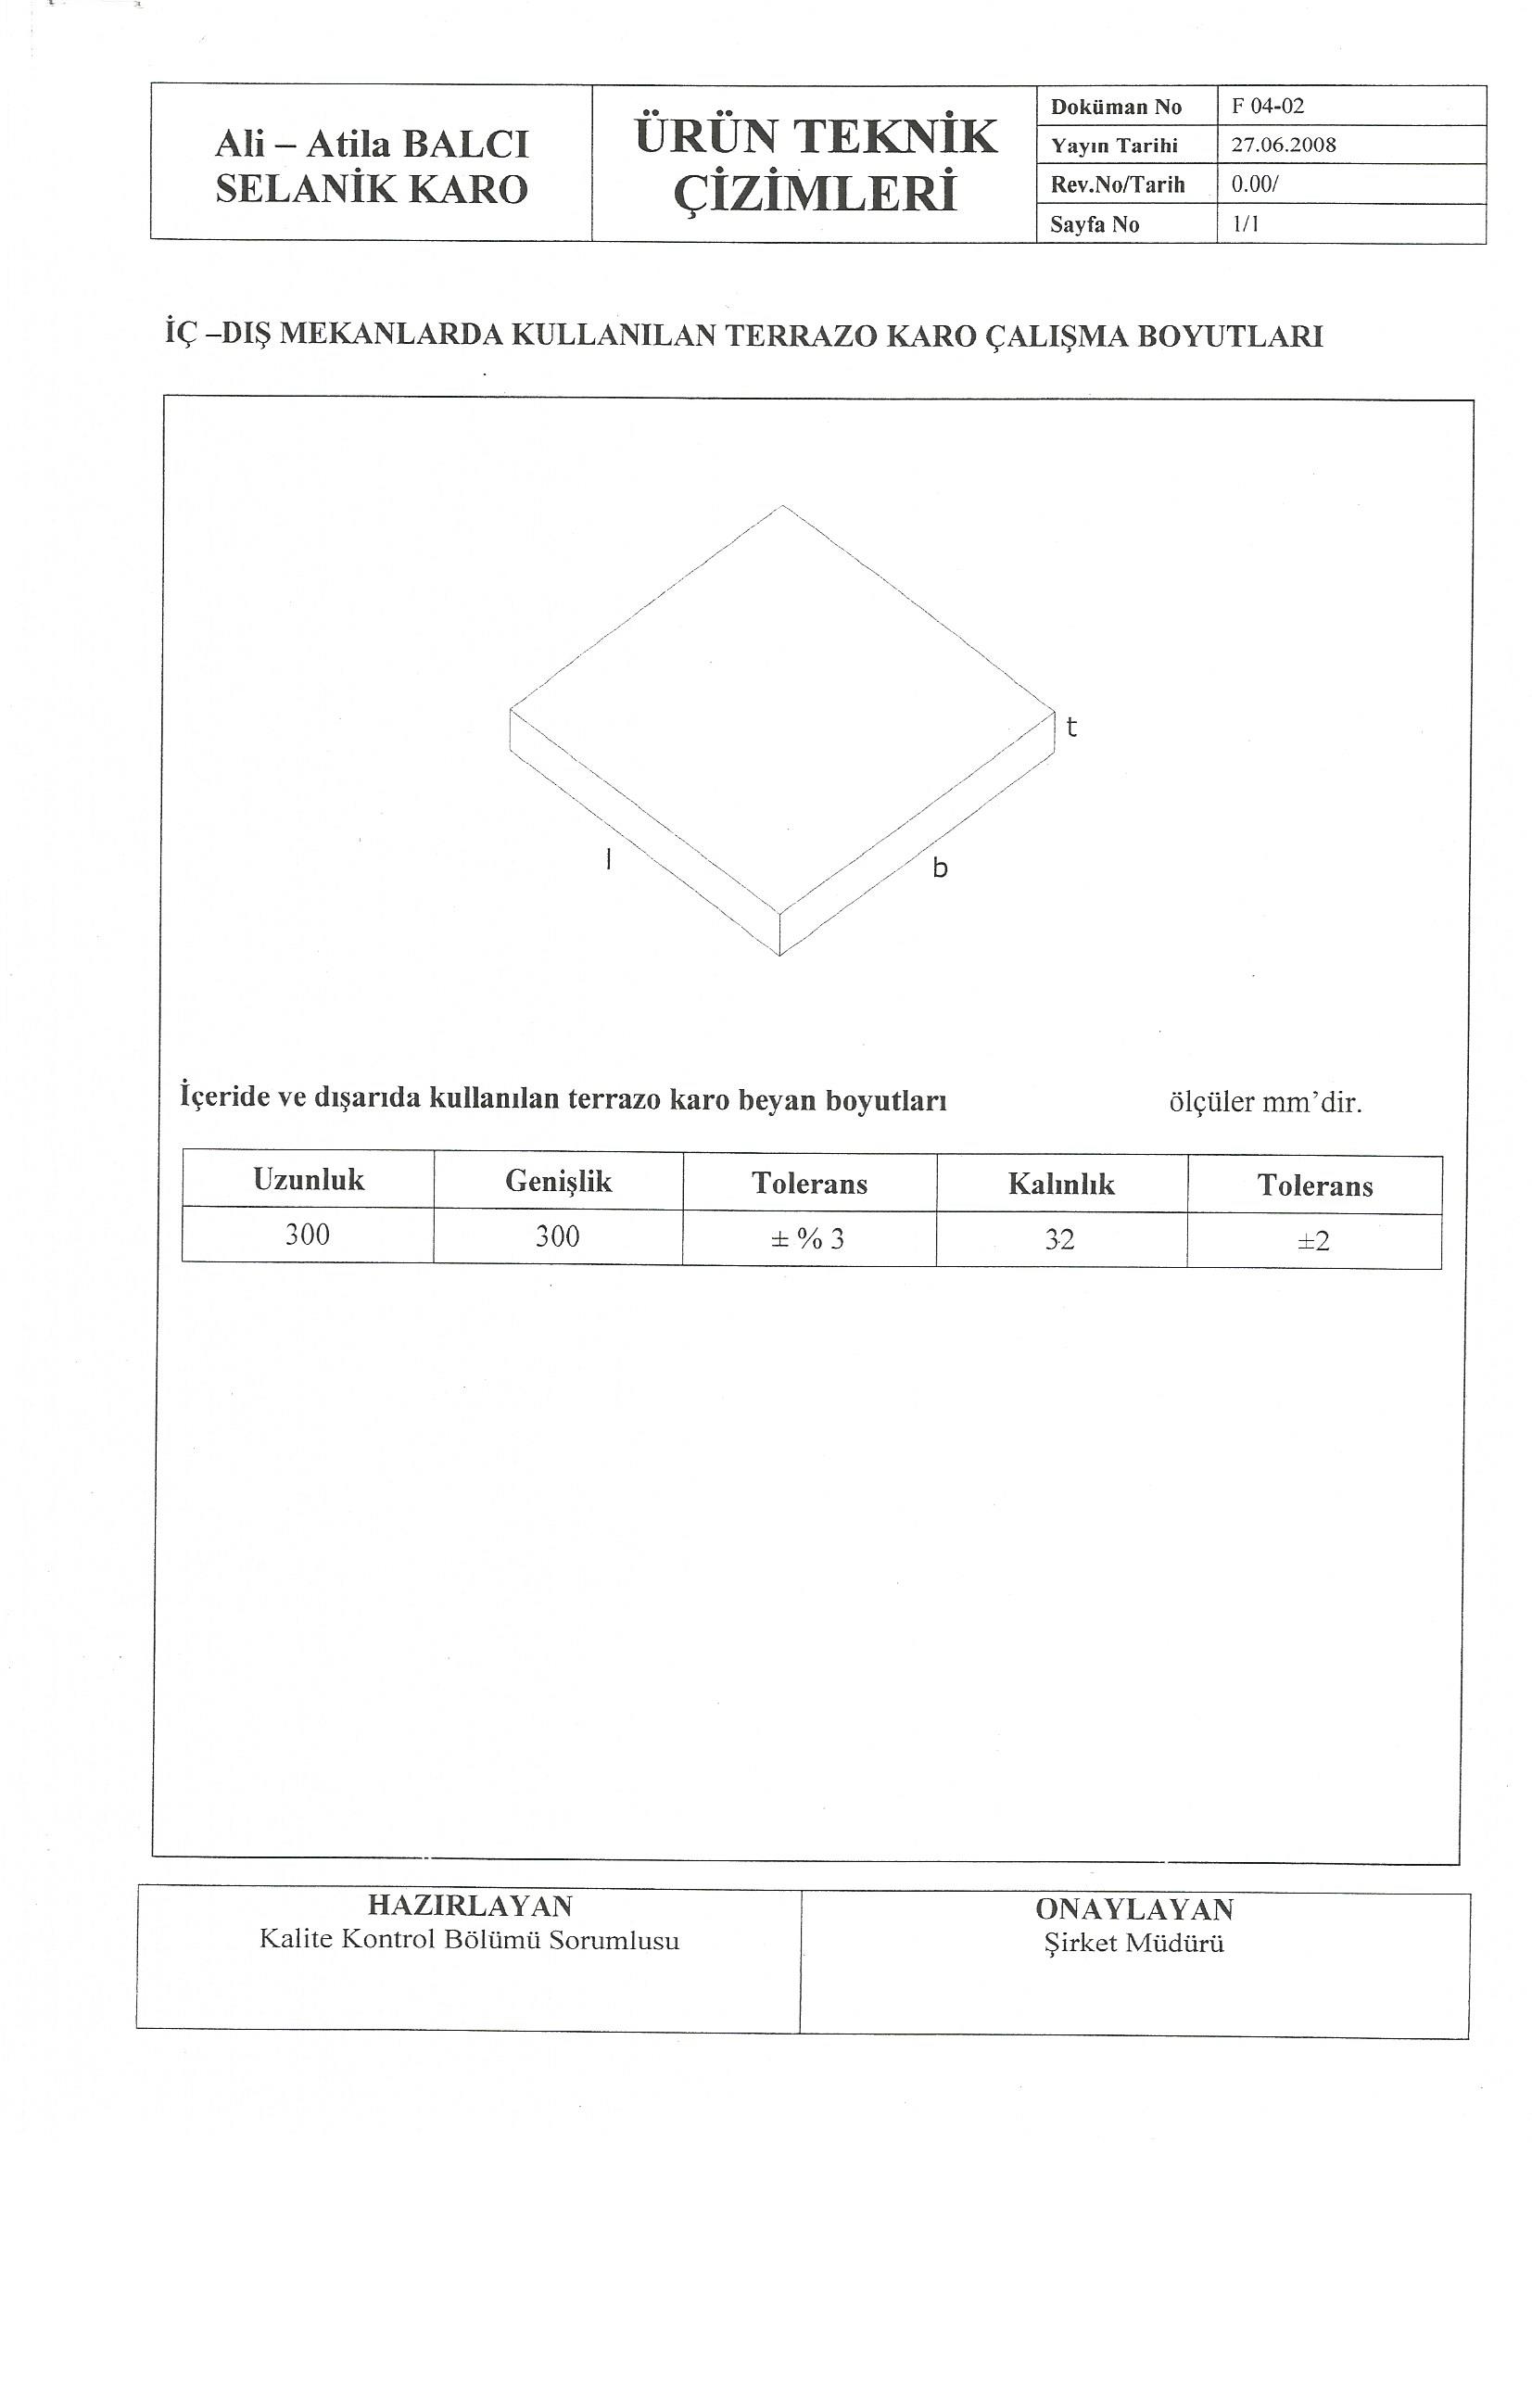 Ali – Atila BALCI
SELANİK KARO
ÜRÜN TEKNİK
ÇİZİMLERİ
Doküman No F 04-02
Yayın Tarihi 27.06.2008
Rev.No/Tarih 0.00/
Sayfa No 1/1
İÇ –DIŞ MEKANLARDA KULLANILAN TERRAZO KARO ÇALIŞMA BOYUTLARI
t
l
b
İçeride ve dışarıda kullanılan terrazo karo beyan boyutları ölçüler mm’dir.
Uzunluk Genişlik Tolerans Kalınlık Tolerans
300 300 ± % 3 32 ±2
HAZIRLAYAN
Kalite Kontrol Bölümü Sorumlusu
ONAYLAYAN
Şirket Müdürü